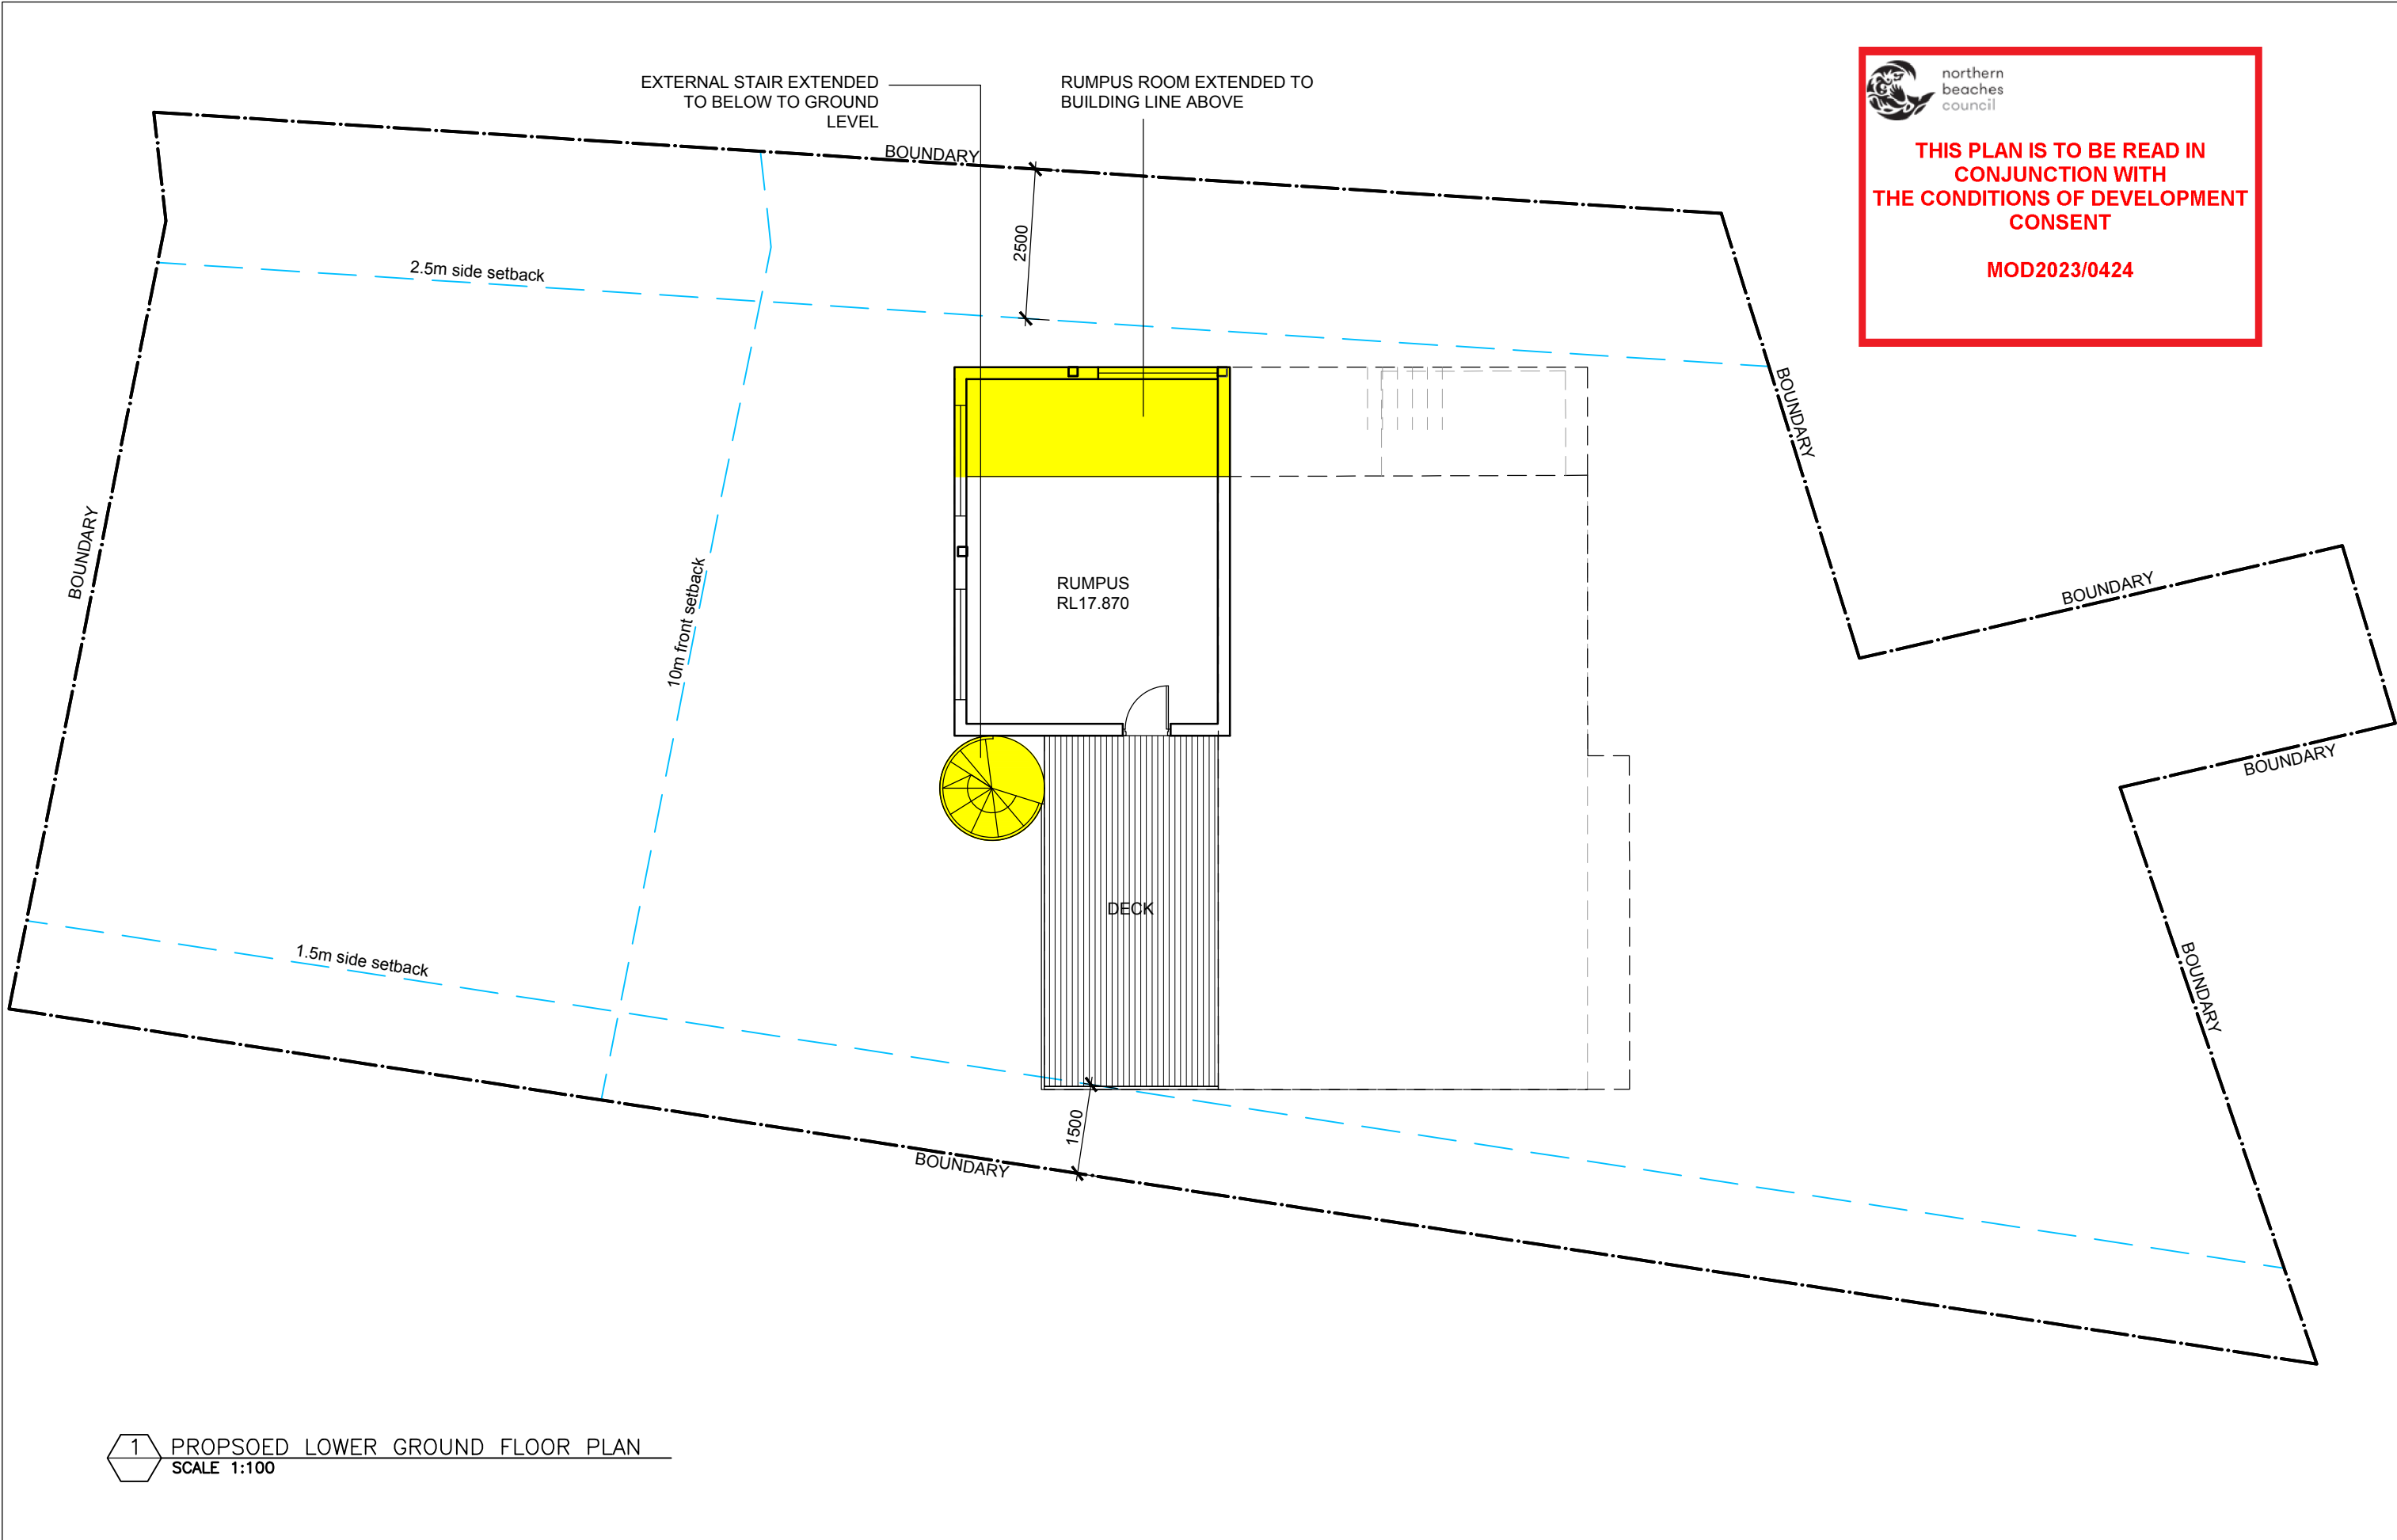 EXTERNAL STAIR EXTENDED
TO BELOW TO GROUND
LEVEL
RUMPUS ROOM EXTENDED TO
BUILDING LINE ABOVE
northern
beaches
council
THIS PLAN IS TO BE READ IN
CONJUNCTION WITH
THE CONDITIONS OF DEVELOPMENT
CONSENT
MOD2023/0424
BOUNDARY
2500
2.5m side setback
BOUNDARY
BOUNDARY
10m front setback
RUMPUS
RL17.870
BOUNDARY
BOUNDARY
DECK
1.5m side setback
BOUNDARY
1500
BOUNDARY
1
PROPSOED LOWER GROUND FLOOR PLAN
SCALE 1:100